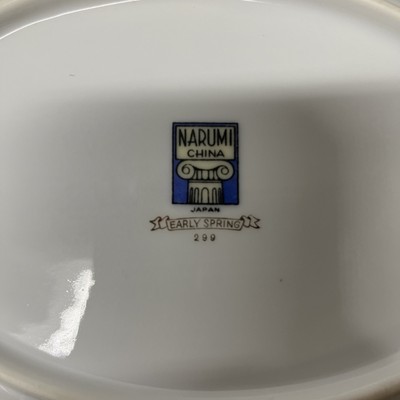 NARUMI
CHINA
JAPAN
EARLY SPRING
299